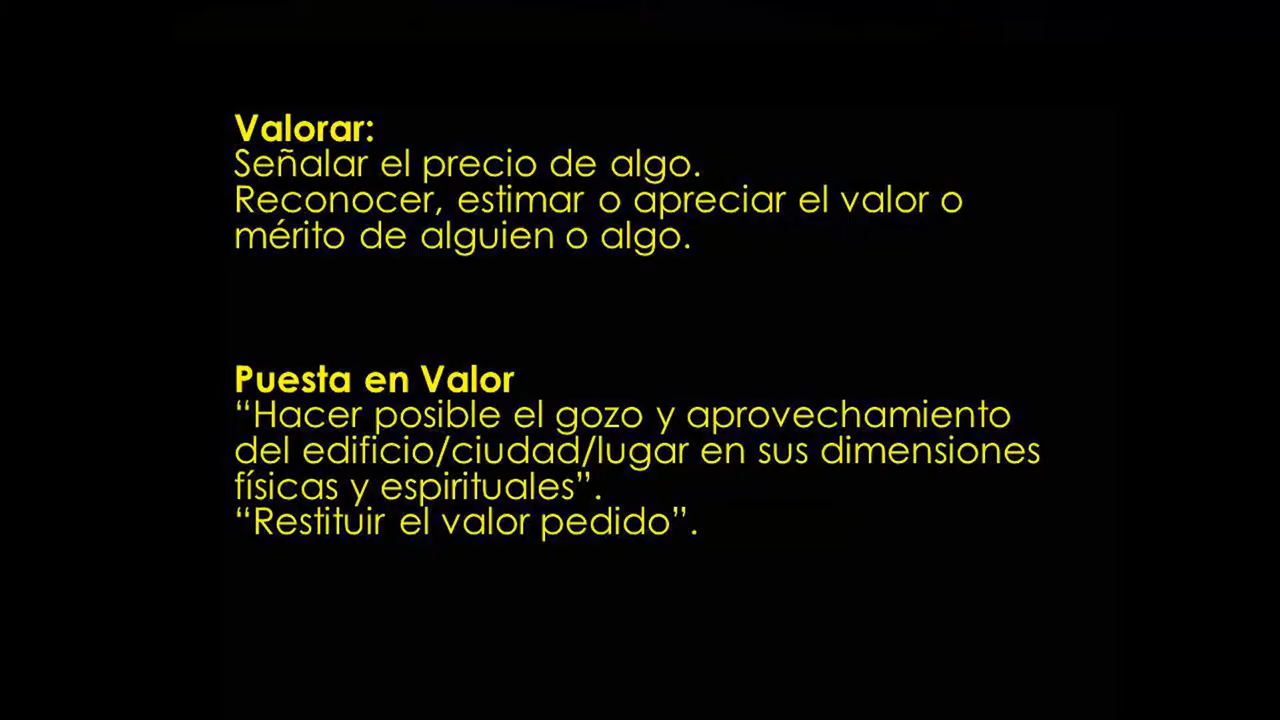 Valorar:
Señalar el precio de algo.
Reconocer, estimar o apreciar el valor o
mérito de alguien o algo.
Puesta en Valor
“Hacer posible el gozo y aprovechamiento
del edificio/ciudad/lugar en sus dimensiones
físicas y espirituales”.
“Restituir el valor pedido”.